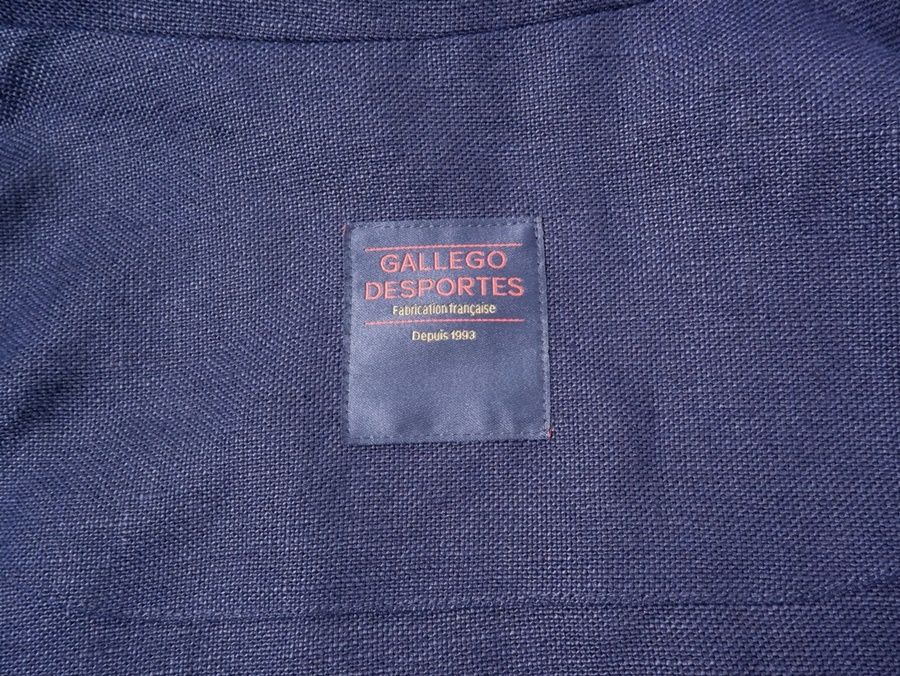 GALLEGO
DESPORTES
Fabrication française
Depuis 1993